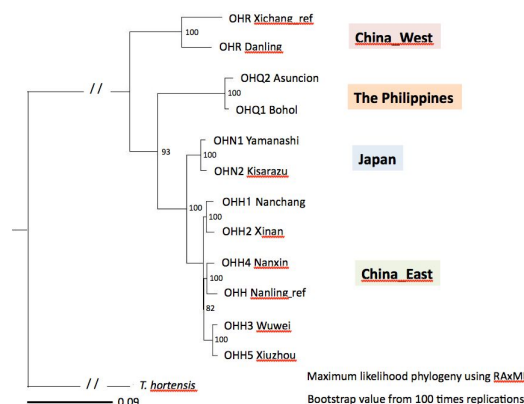 OHR Xichang_ref
100
China_West
OHR Danling
//
OHQ2 Asuncion
100
The Philippines
OHQ1 Bohol
93
OHN1 Yamanashi
100
Japan
OHN2 Kisarazu
100
OHH1 Nanchang
100
OHH2 Xinan
OHH4 Nanxin
China_East
100
OHH Nanling_ref
82
OHH3 Wuwei
100
OHH5 Xiuzhou
//
T. hortensis
Maximum likelihood phylogeny using RAxML
0.09
Bootstrap value from 100 times replications